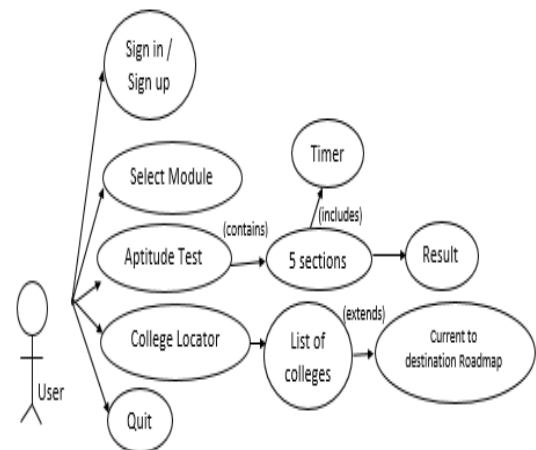 Sign in /
Sign up
Timer
Select Module
(contains)
(includes)
Aptitude Test
5 sections
Result
(extends)
College Locator
List of
colleges
Current to
destination Roadmap
User
Quit